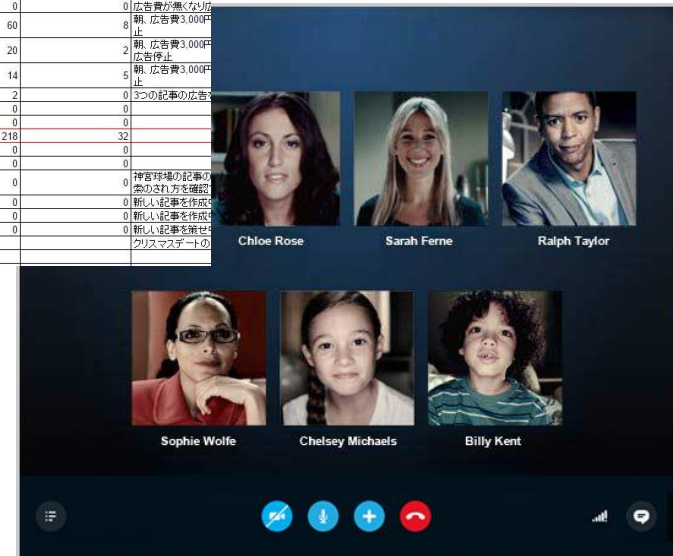 0 0 広告費が無くなり広
60 8 朝、広告費3,000円
止
20 2 朝、広告費3,000円
広告停止
14 5 朝、広告費3,000円
止
2 0 3つの記事の広告を
0 0
0 0
218 32
0 0
0 0
0 0 神宮球場の記事の
索のされ方を確認
0 0 新しい記事を作成
0 0 新しい記事を作成
0 0 新しい記事を策せ
クリスマスデートの
Chloe Rose Sarah Ferne Ralph Taylor
Sophie Wolfe Chelsey Michaels Billy Kent